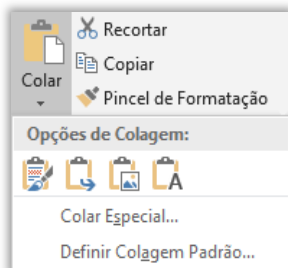 Recortar
Copiar
Colar
Pincel de Formatação
Opções de Colagem:
Colar Especial...
Definir Colagem Padrão...